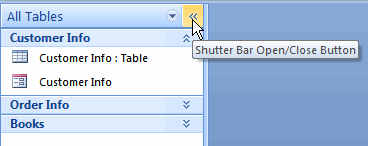 All Tables
Customer Info
Shutter Bar Open/Close Button
Customer Info : Table
Customer Info
Order Info
Books